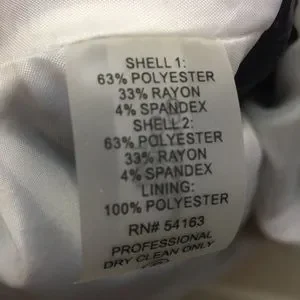 SHELL 1:
63% POLYESTER
33% RAYON
4% SPANDEX
SHELL 2:
63% POLYESTER
33% RAYON
4% SPANDEX
LINING:
100% POLYESTER
RN# 54163
PROFESSIONAL
DRY CLEAN ONLY